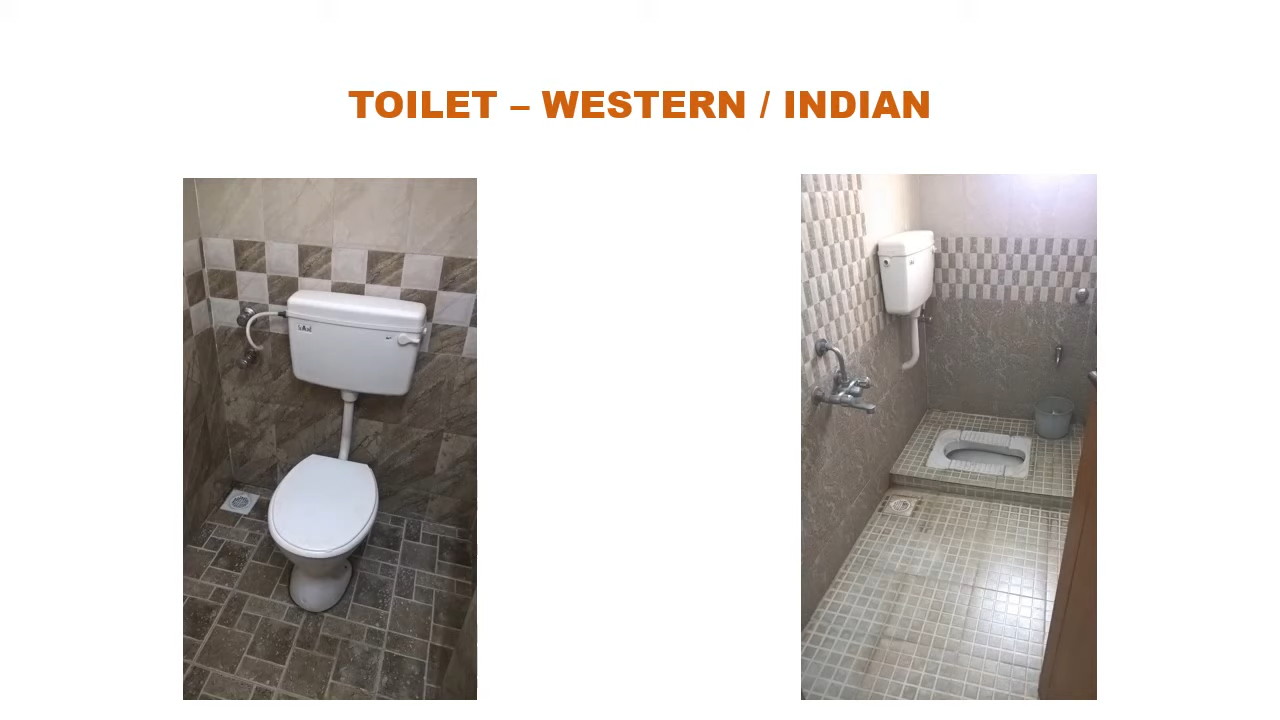 TOILET – WESTERN / INDIAN